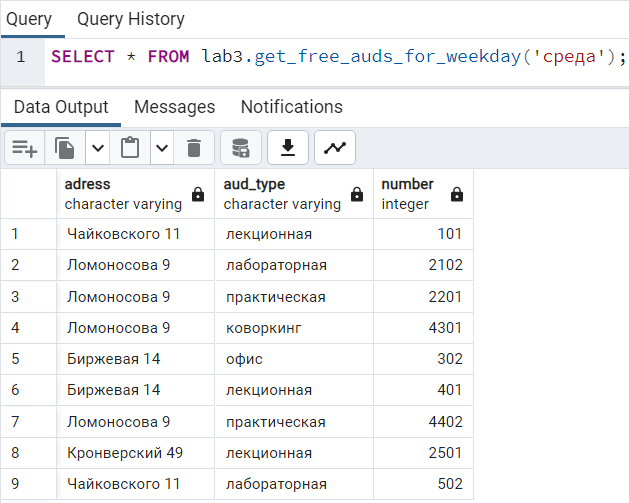 Query Query History
1 SELECT * FROM lab3.get_free_auds_for_weekday('среда');
Data Output Messages Notifications
adress aud_type number
character varying character varying integer
1 Чайковского 11 лекционная 101
2 Ломоносова 9 лабораторная 2102
3 Ломоносова 9 практическая 2201
4 Ломоносова 9 коворкинг 4301
5 Биржевая 14 офис 302
6 Биржевая 14 лекционная 401
7 Ломоносова 9 практическая 4402
8 Кронверкский 49 лекционная 2501
9 Чайковского 11 лабораторная 502